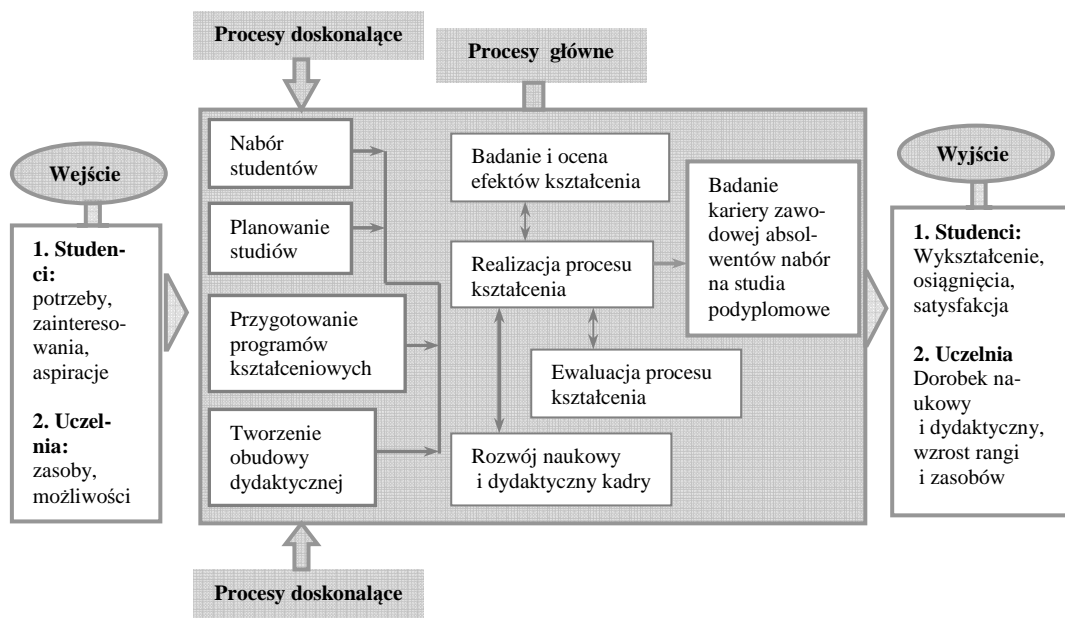 Procesy doskonalące
Procesy główne
Wejście
1. Studen-
ci:
potrzeby,
zaintereso-
wania,
aspiracje
2. Uczel-
nia:
zasoby,
możliwości
Nabór
studentów
Planowanie
studiów
Przygotowanie
programów
kształceniowych
Tworzenie
obudowy
dydaktycznej
Badanie i ocena
efektów kształcenia
Realizacja procesu
kształcenia
Ewaluacja procesu
kształcenia
Rozwój naukowy
i dydaktyczny kadry
Badanie
kariery zawo-
dowej absol-
wentów nabór
na studia
podyplomowe
Wyjście
1. Studenci:
Wykształcenie,
osiągnięcia,
satysfakcja
2. Uczelnia
Dorobek na-
ukowy
i dydaktyczny,
wzrost rangi
i zasobów
Procesy doskonalące